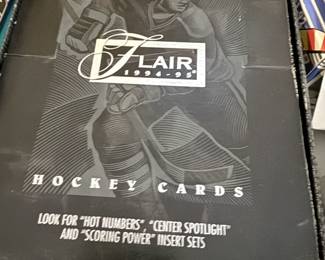 FLAIR
1994-95
HOCKEY CARDS
LOOK FOR "HOT NUMBERS", "CENTER SPOTLIGHT"
AND "SCORING POWER" INSERT SETS